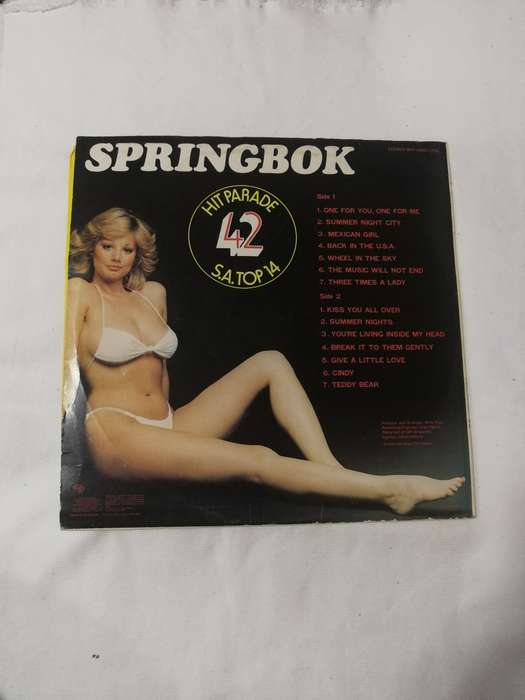 SPRINGBOK
HIT PARADE
42
S.A. TOP 14
Side 1
1. ONE FOR YOU, ONE FOR ME
2. SUMMER NIGHT CITY
3. MEXICAN GIRL
4. BACK IN THE U.S.A.
5. WHEEL IN THE SKY
6. THE MUSIC WILL NOT END
7. THREE TIMES A LADY
Side 2
1. KISS YOU ALL OVER
2. SUMMER NIGHTS
3. YOU'RE LIVING INSIDE MY HEAD
4. BREAK IT TO THEM GENTLY
5. GIVE A LITTLE LOVE
6. CINDY
7. TEDDY BEAR